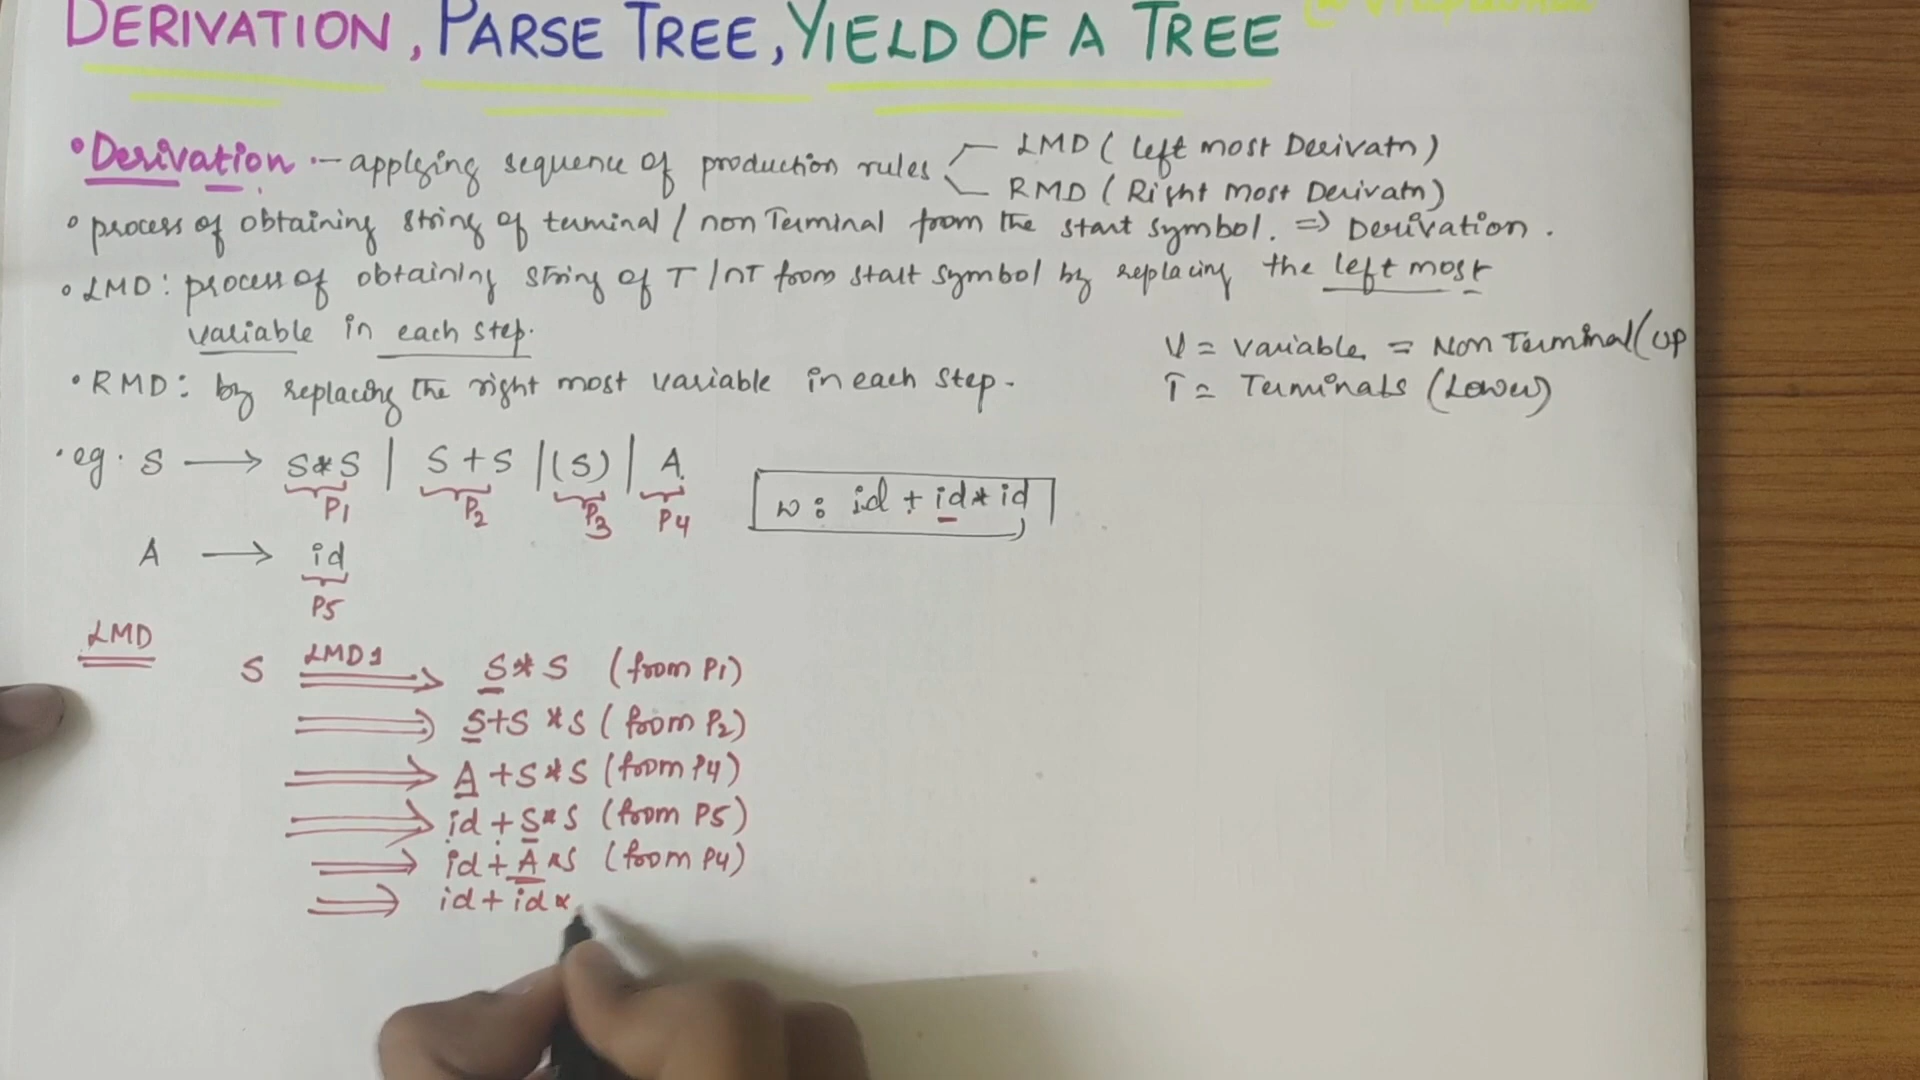 DERIVATION, PARSE TREE, YIELD OF A TREE
• Derivation :- applying sequence of production rules
LMD (left most Derivatn)
RMD (Right most Derivatn)
• process of obtaining string of terminal / non Terminal from the start symbol. => Derivation.
• LMD : process of obtaining string of T / NT from start symbol by replacing the left most
variable in each step.
V = Variable = Non Terminal (up
T = Terminals (Lower)
• RMD : by replacing the right most variable in each step.
• eg. S → S*S | S+S | (S) | A
P1 P2 P3 P4
w : id + id * id
A → id
P5
LMD
S LMD1 ⇒ S*S (from P1)
⇒ S+S *S (from P2)
⇒ A +S*S (from P4)
⇒ id + S*S (from P5)
⇒ id + A*S (from P4)
⇒ id + id *